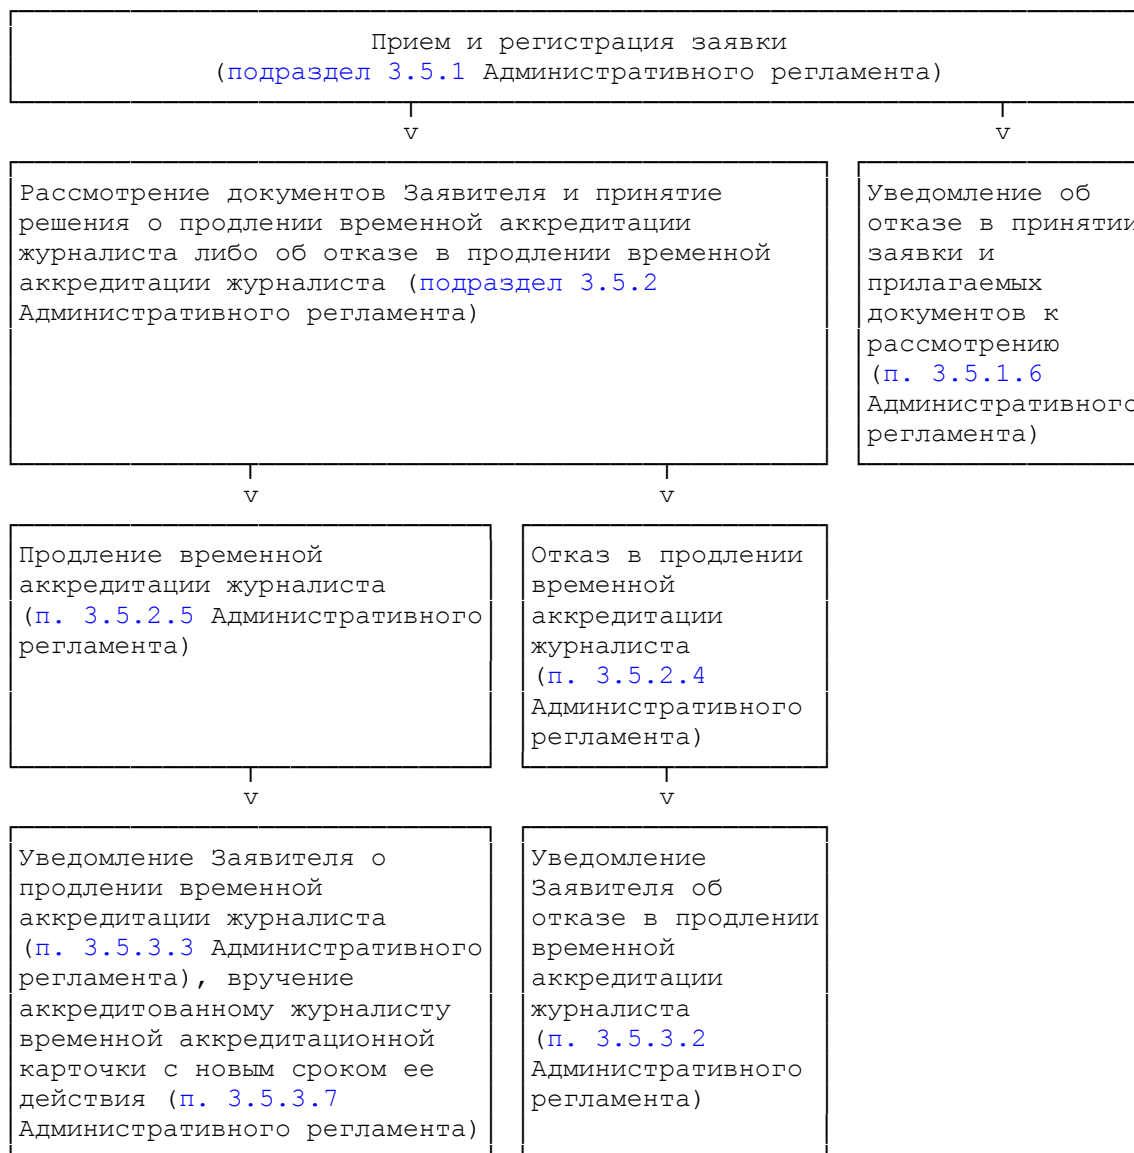 Прием и регистрация заявки
(подраздел 3.5.1 Административного регламента)
v
v
Рассмотрение документов Заявителя и принятие
решения о продлении временной аккредитации
журналиста либо об отказе в продлении временной
аккредитации журналиста (подраздел 3.5.2
Административного регламента)
Уведомление об
отказе в принятии
заявки и
прилагаемых
документов к
рассмотрению
(п. 3.5.1.6
Административного
регламента)
v
v
Продление временной
аккредитации журналиста
(п. 3.5.2.5 Административного
регламента)
Отказ в продлении
временной
аккредитации
журналиста
(п. 3.5.2.4
Административного
регламента)
v
v
Уведомление Заявителя о
продлении временной
аккредитации журналиста
(п. 3.5.3.3 Административного
регламента), вручение
аккредитованному журналисту
временной аккредитационной
карточки с новым сроком ее
действия (п. 3.5.3.7
Административного регламента)
Уведомление
Заявителя об
отказе в продлении
временной
аккредитации
журналиста
(п. 3.5.3.2
Административного
регламента)